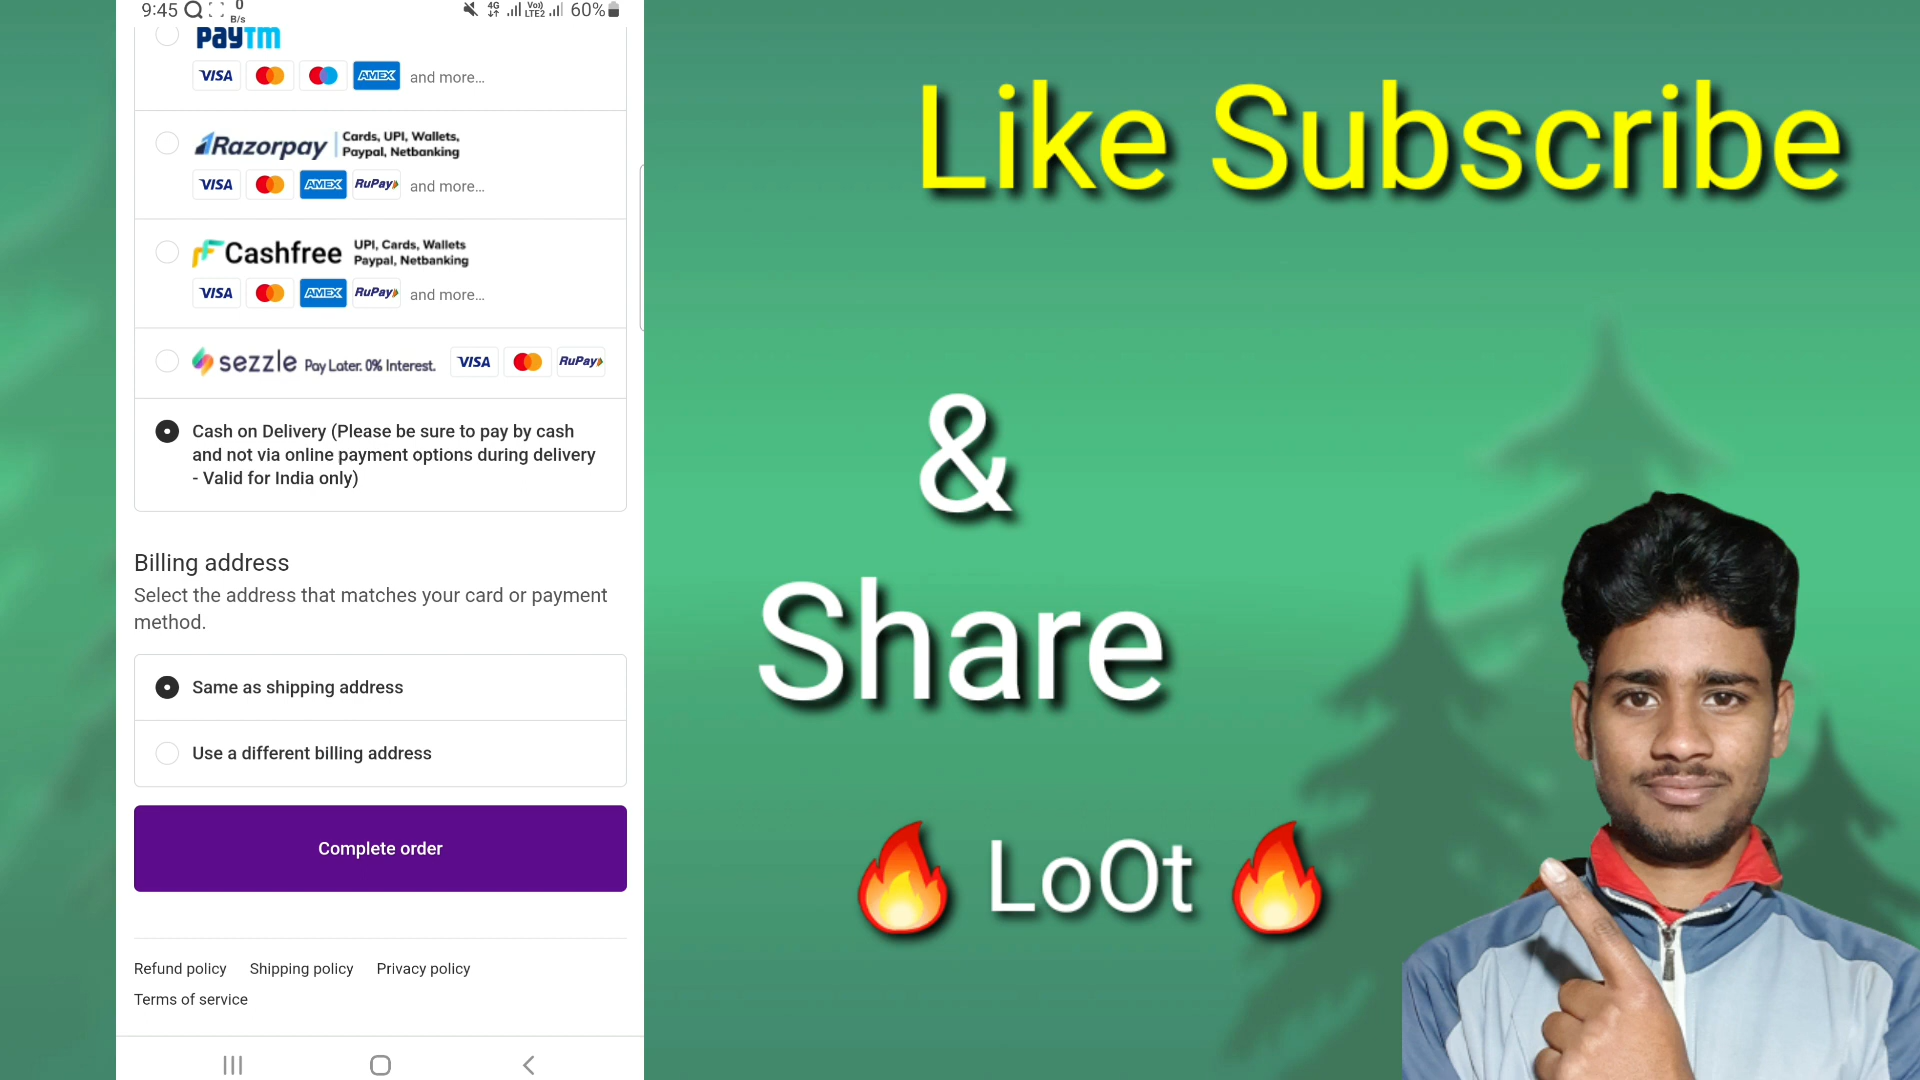 9:45
0
B/s
4G
Vo)
LTE2
60%
Paytm
VISA
AMEX
and more...
Razorpay
Cards, UPI, Wallets,
Paypal, Netbanking
VISA
AMEX
RuPay
and more...
Cashfree
UPI, Cards, Wallets
Paypal, Netbanking
VISA
AMEX
RuPay
and more...
sezzle Pay Later. 0% Interest.
VISA
RuPay
Cash on Delivery (Please be sure to pay by cash
and not via online payment options during delivery
- Valid for India only)
Billing address
Select the address that matches your card or payment
method.
Same as shipping address
Use a different billing address
Complete order
Refund policy Shipping policy Privacy policy
Terms of service
Like Subscribe
&
Share
🔥 LoOt 🔥